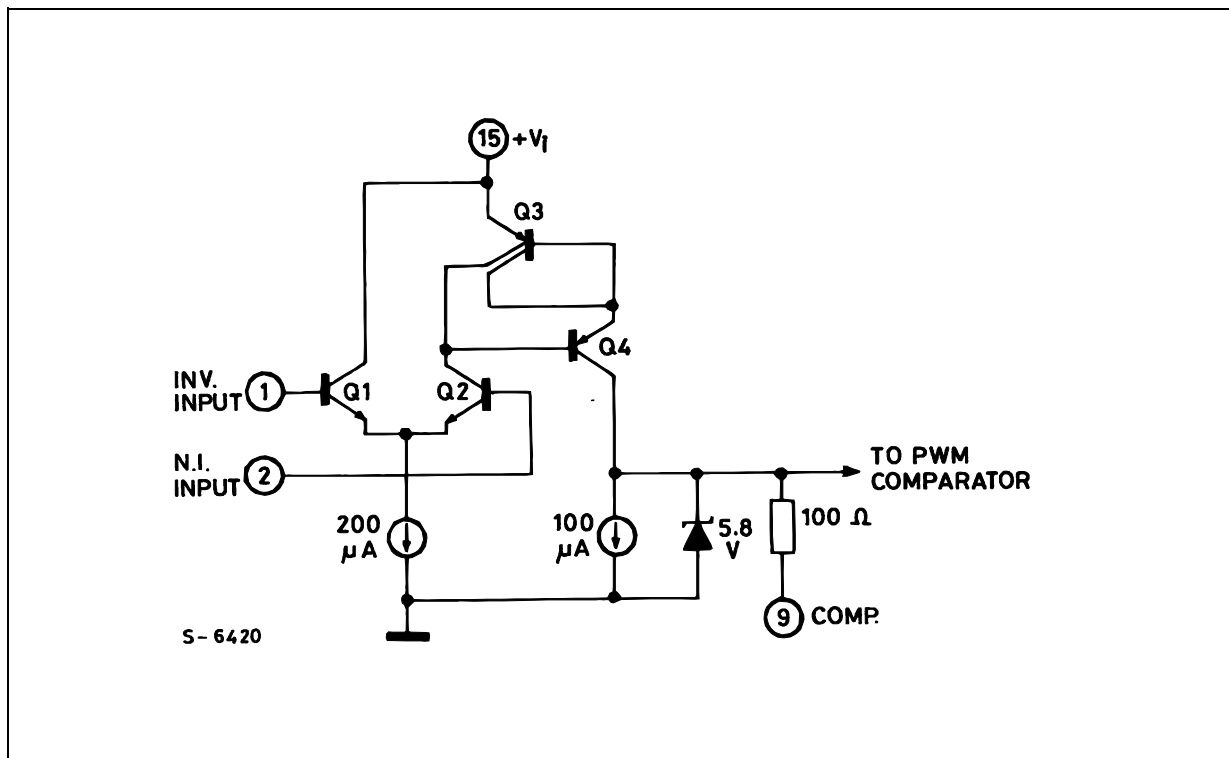 15 +Vi
Q3
Q4
INV.
INPUT 1 Q1 Q2
N.I.
INPUT 2
TO PWM
COMPARATOR
200
μA
100
μA
5.8
V
100 Ω
9 COMP.
S-6420